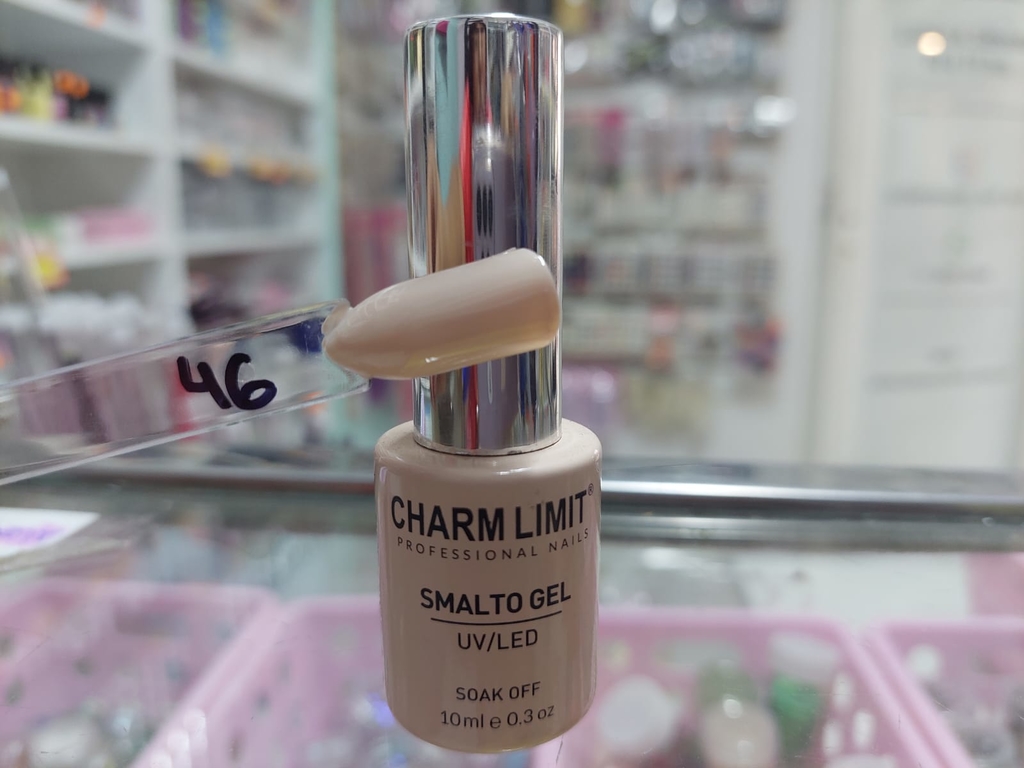 46
CHARM LIMIT®
PROFESSIONAL NAILS
SMALTO GEL
UV/LED
SOAK OFF
10ml e 0.3 oz